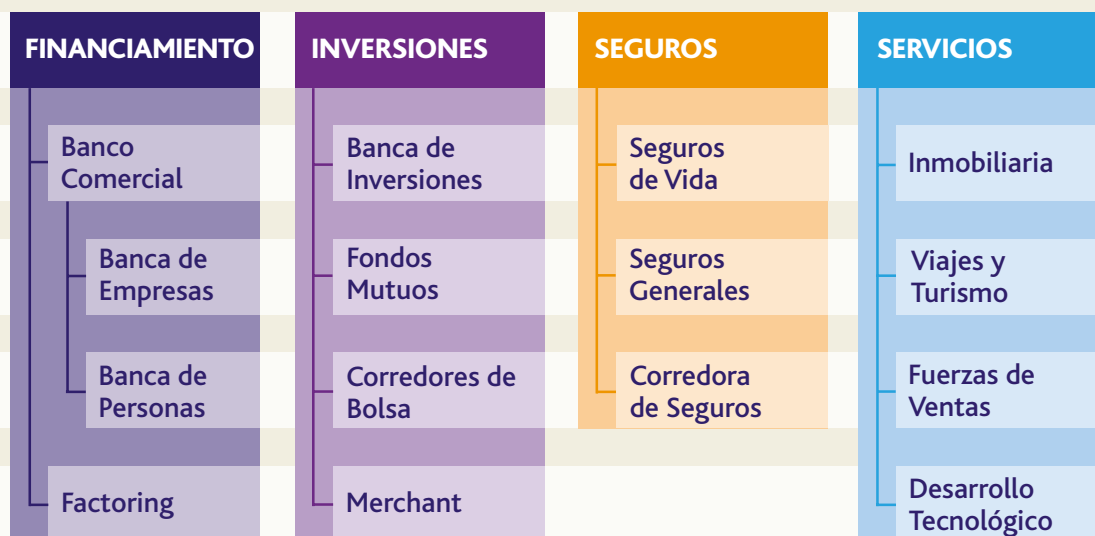 FINANCIAMIENTO
Banco
Comercial
Banca de
Empresas
Banca de
Personas
Factoring
INVERSIONES
Banca de
Inversiones
Fondos
Mutuos
Corredores de
Bolsa
Merchant
SEGUROS
Seguros
de Vida
Seguros
Generales
Corredora
de Seguros
SERVICIOS
Inmobiliaria
Viajes y
Turismo
Fuerzas de
Ventas
Desarrollo
Tecnológico